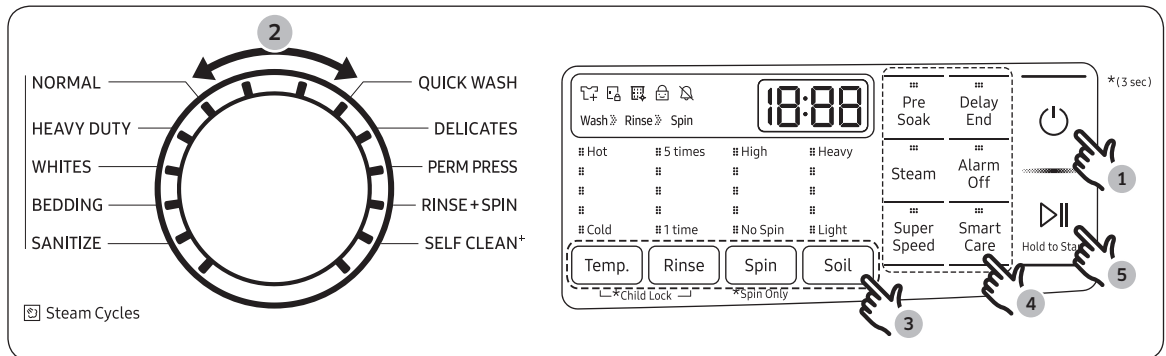 2
NORMAL
HEAVY DUTY
WHITES
BEDDING
SANITIZE
QUICK WASH
DELICATES
PERM PRESS
RINSE + SPIN
SELF CLEAN+
Steam Cycles
Wash Rinse Spin
18:88
Hot 5 times High Heavy
Cold 1 time No Spin Light
Temp. Rinse Spin Soil
*Child Lock *Spin Only
3
Pre
Soak
Delay
End
Steam
Alarm
Off
Super
Speed
Smart
Care
4
*(3 sec)
1
Hold to Start
5